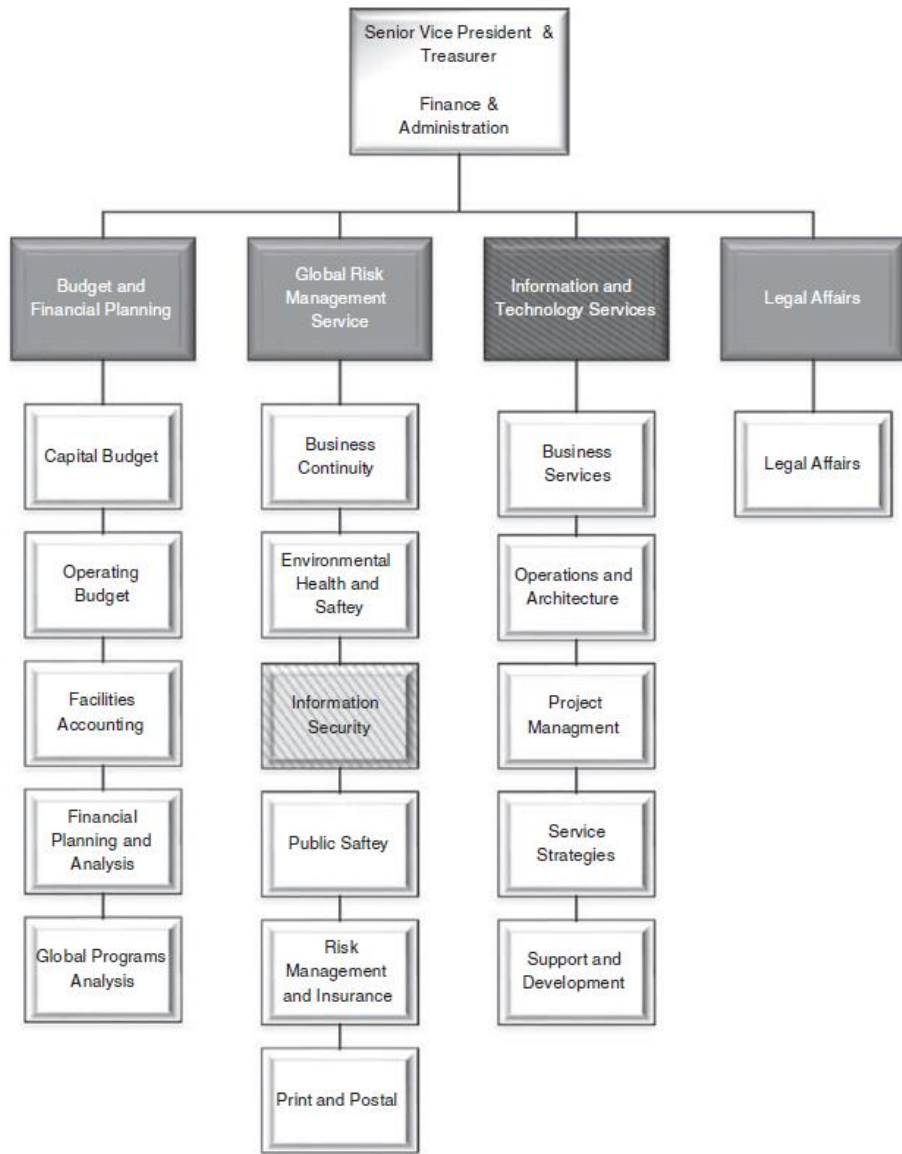 Senior Vice President &
Treasurer
Finance &
Administration
Budget and
Financial Planning
Global Risk
Management
Service
Information and
Technology Services
Legal Affairs
Capital Budget
Business
Continuity
Business
Services
Legal Affairs
Operating
Budget
Environmental
Health and
Saftey
Operations and
Architecture
Facilities
Accounting
Information
Security
Project
Managment
Financial
Planning and
Analysis
Public Saftey
Service
Strategies
Global Programs
Analysis
Risk
Management
and Insurance
Support and
Development
Print and Postal